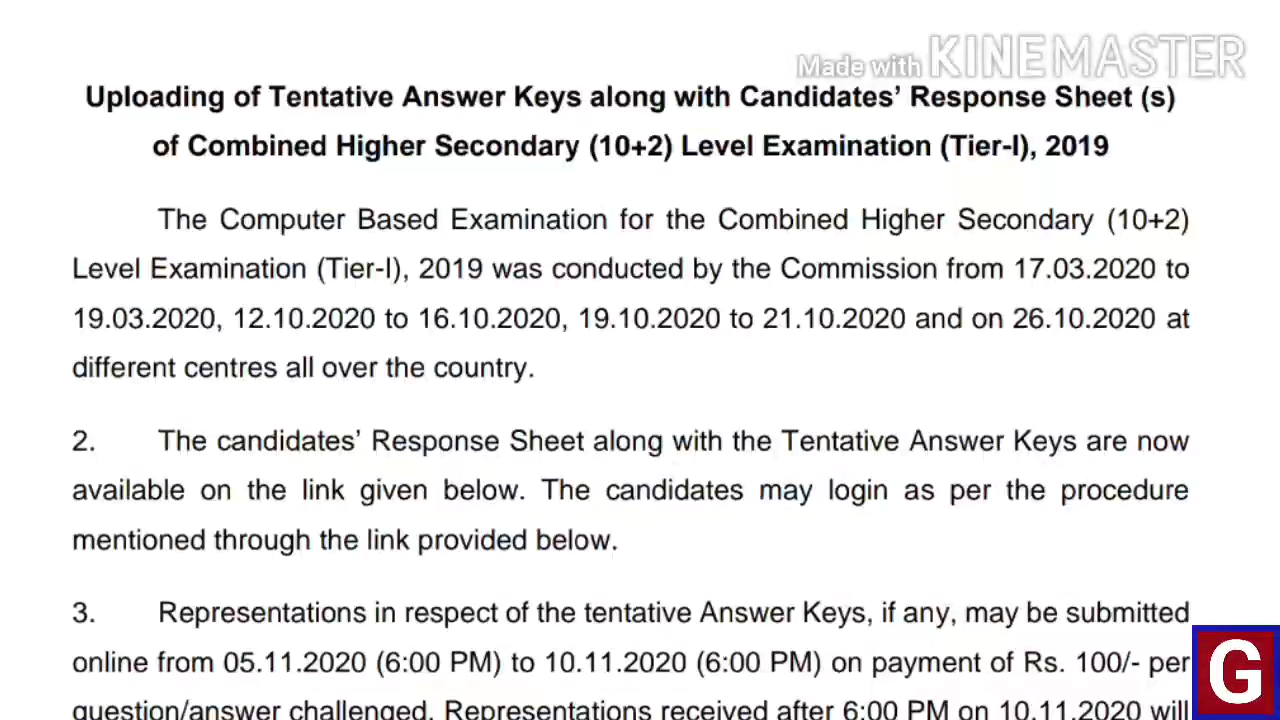 Made with KINEMASTER
Uploading of Tentative Answer Keys along with Candidates’ Response Sheet (s)
of Combined Higher Secondary (10+2) Level Examination (Tier-I), 2019
The Computer Based Examination for the Combined Higher Secondary (10+2)
Level Examination (Tier-I), 2019 was conducted by the Commission from 17.03.2020 to
19.03.2020, 12.10.2020 to 16.10.2020, 19.10.2020 to 21.10.2020 and on 26.10.2020 at
different centres all over the country.
2. The candidates’ Response Sheet along with the Tentative Answer Keys are now
available on the link given below. The candidates may login as per the procedure
mentioned through the link provided below.
3. Representations in respect of the tentative Answer Keys, if any, may be submitted
online from 05.11.2020 (6:00 PM) to 10.11.2020 (6:00 PM) on payment of Rs. 100/- per
question/answer challenged. Representations received after 6:00 PM on 10.11.2020 will
G